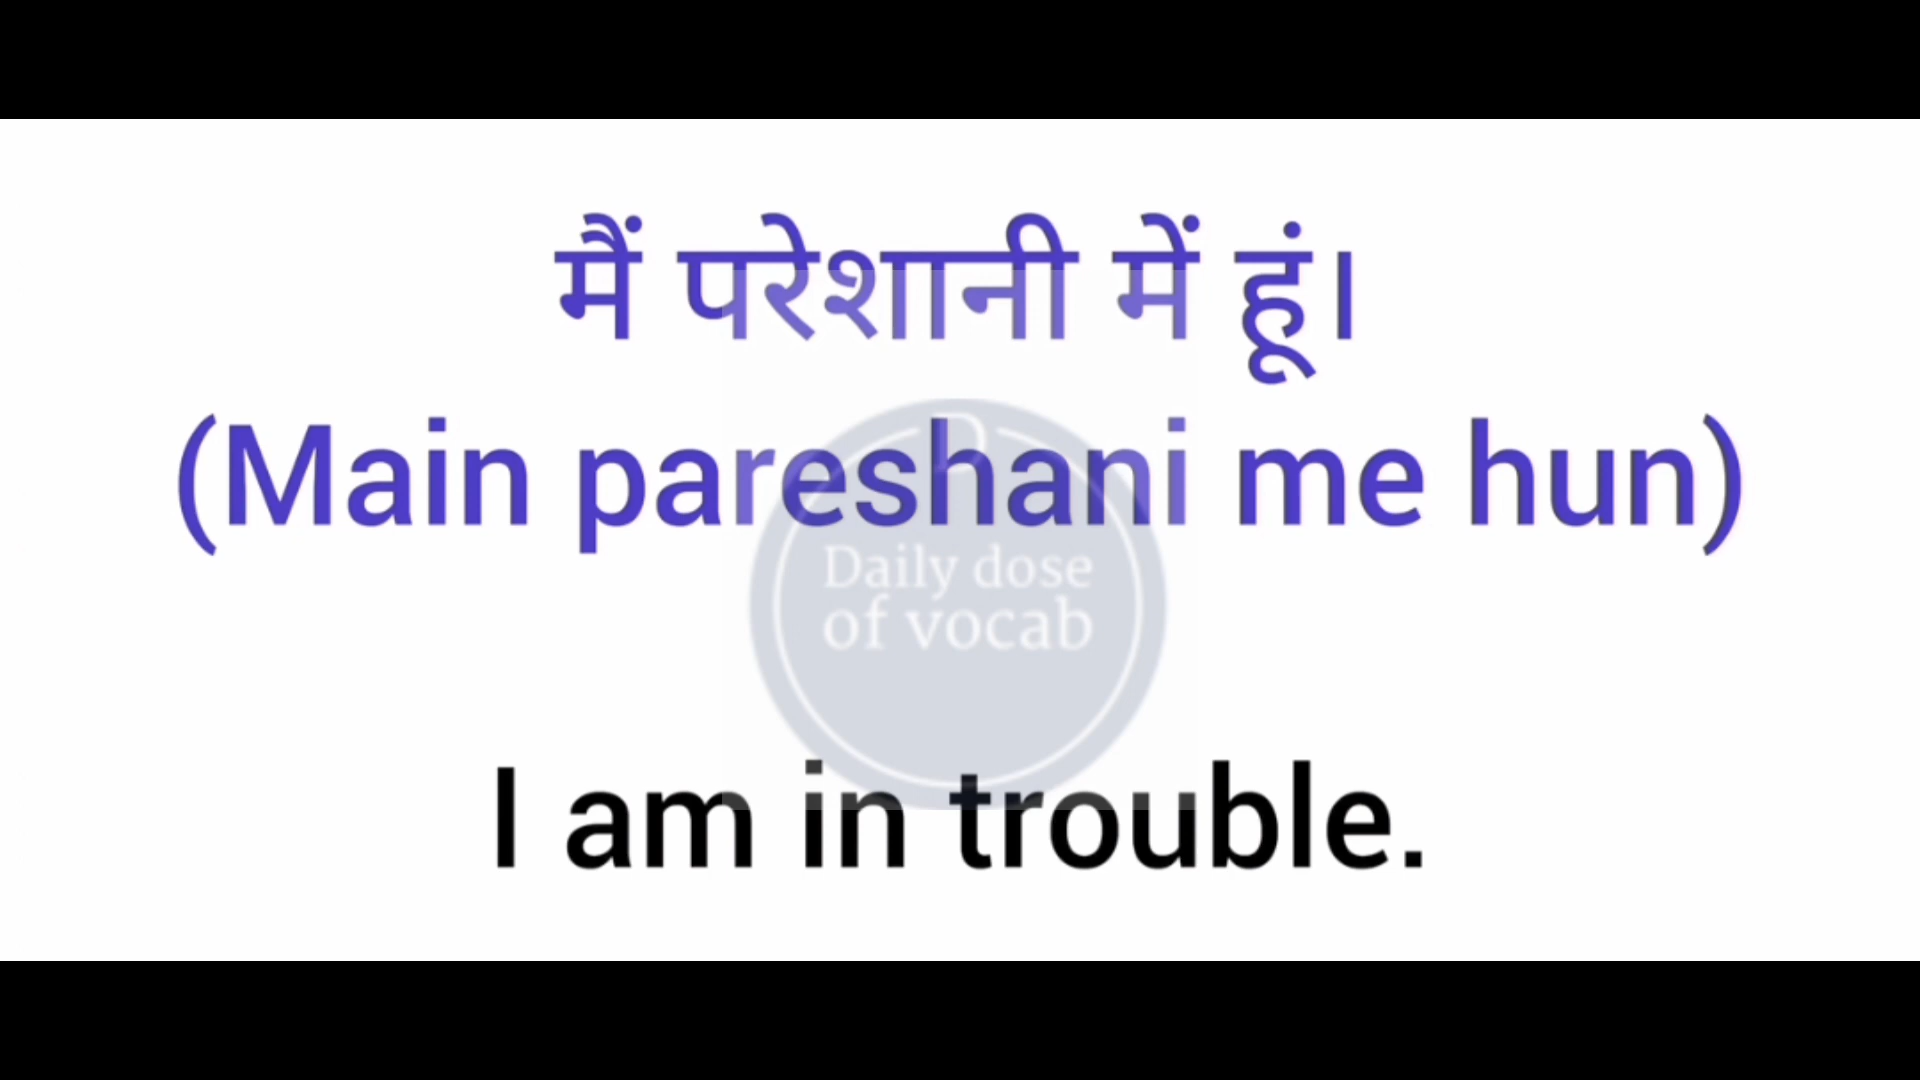 मैं परेशानी में हूं।
(Main pareshani me hun)
D
Daily dose
of vocab
I am in trouble.